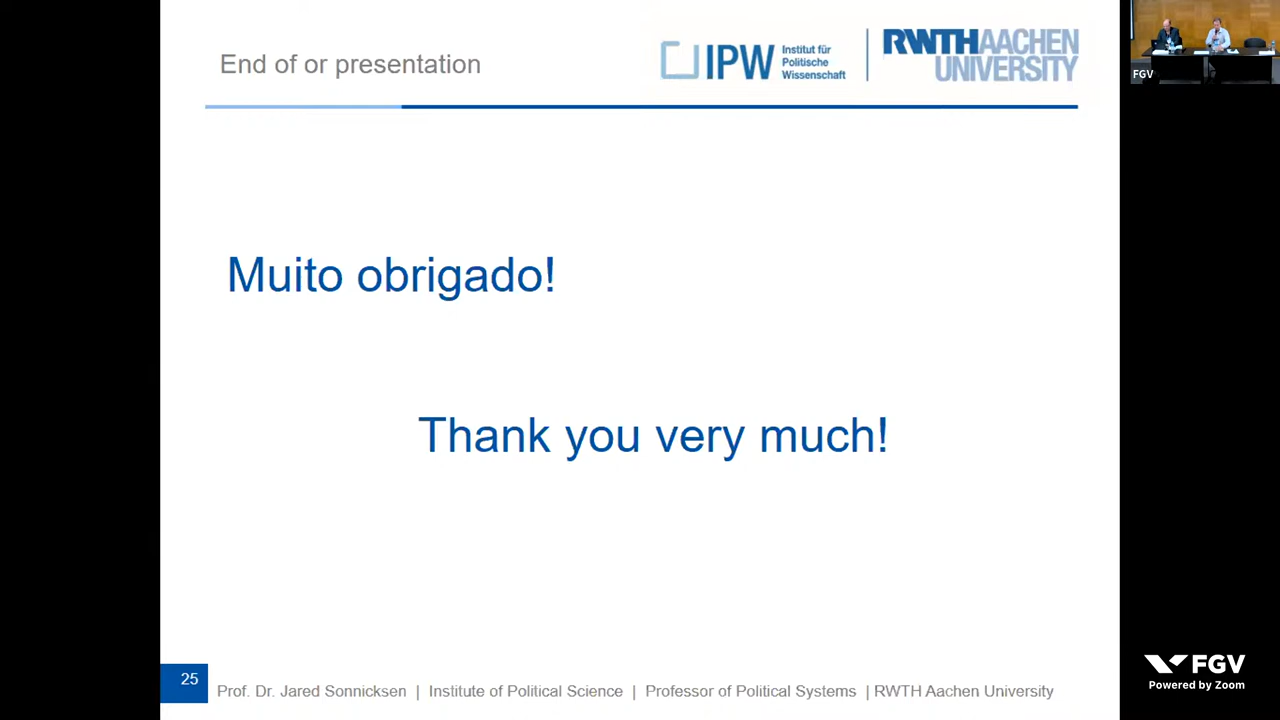 End of or presentation
IPW
Institut für
Politische
Wissenschaft
RWTHAACHEN
UNIVERSITY
FGV
Muito obrigado!
Thank you very much!
25
Prof. Dr. Jared Sonnicksen | Institute of Political Science | Professor of Political Systems | RWTH Aachen University
FGV
Powered by Zoom